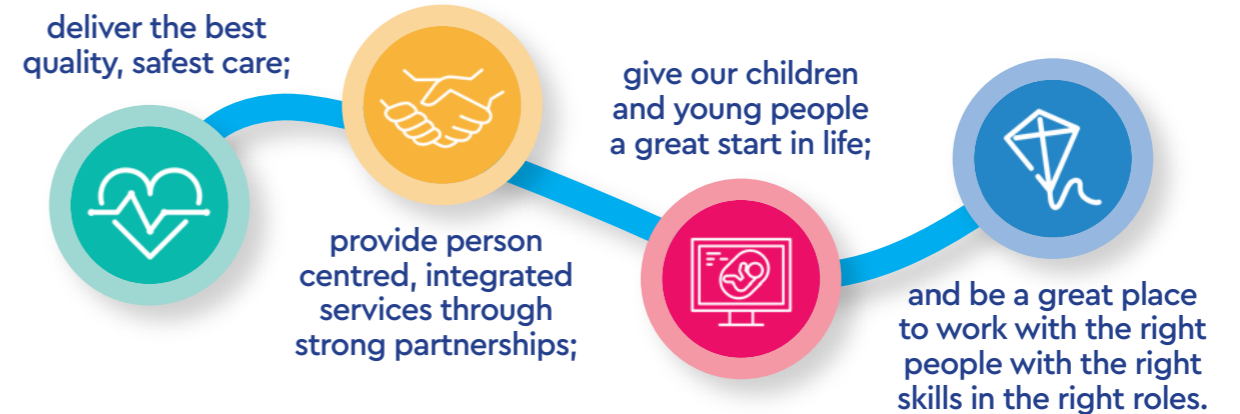 deliver the best
quality, safest care;
provide person
centred, integrated
services through
strong partnerships;
give our children
and young people
a great start in life;
and be a great place
to work with the right
people with the right
skills in the right roles.